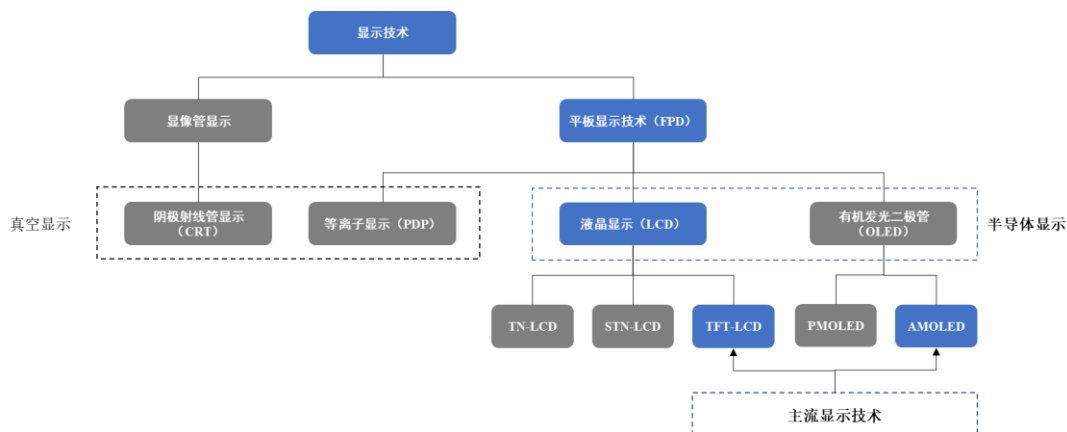 显示技术
显像管显示
平板显示技术（FPD）
真空显示
阴极射线管显示
（CRT）
等离子显示（PDP）
液晶显示（LCD）
有机发光二极管
（OLED）
半导体显示
TN-LCD
STN-LCD
TFT-LCD
PMOLED
AMOLED
主流显示技术